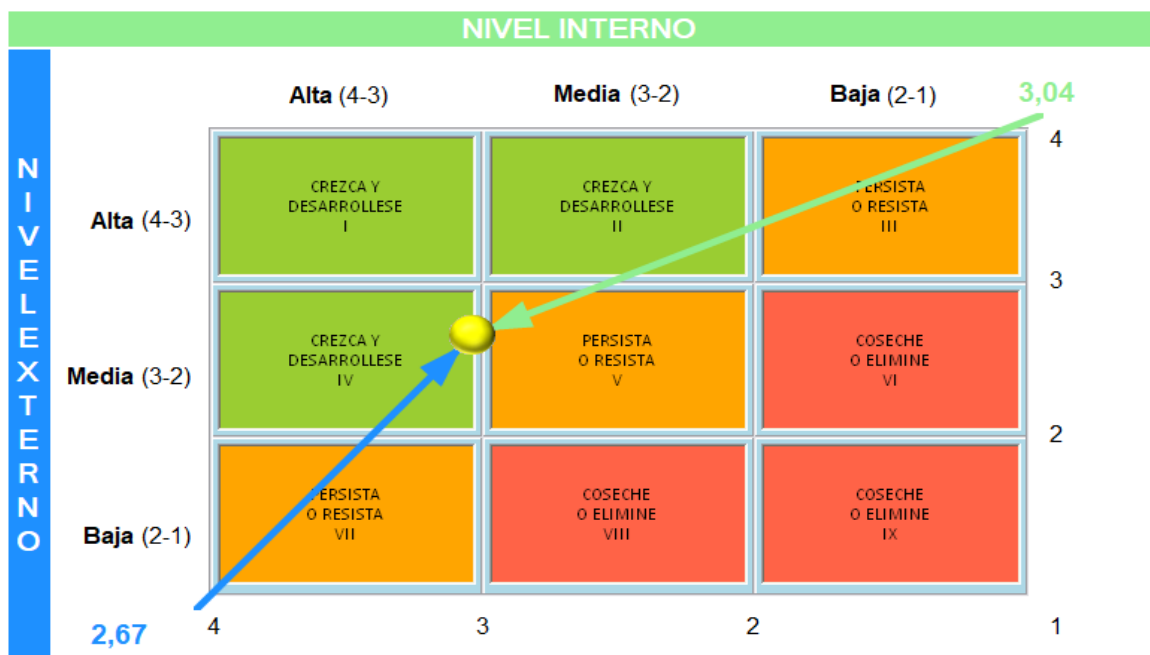 NIVEL INTERNO
NIVEL EXTERNO
Alta (4-3)
Media (3-2)
Baja (2-1)
3,04
4
Alta (4-3)
CREZCA Y
DESARROLLESE
I
CREZCA Y
DESARROLLESE
II
PERSISTA
O RESISTA
III
3
Media (3-2)
CREZCA Y
DESARROLLESE
IV
PERSISTA
O RESISTA
V
COSECHE
O ELIMINE
VI
2
Baja (2-1)
PERSISTA
O RESISTA
VII
COSECHE
O ELIMINE
VIII
COSECHE
O ELIMINE
IX
2,67
4
3
2
1